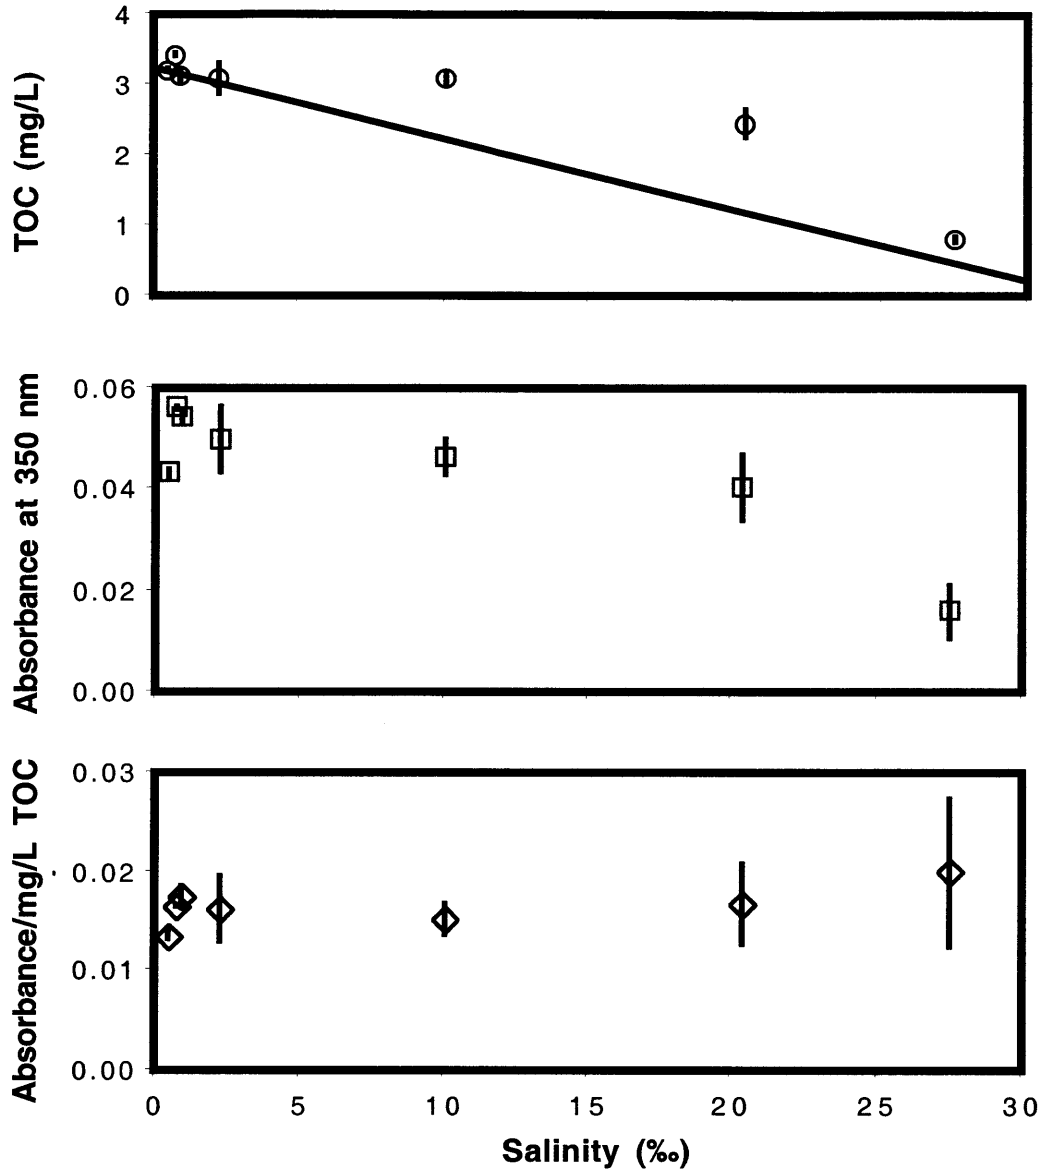 TOC (mg/L)
4
3
2
1
0
Absorbance at 350 nm
0.06
0.04
0.02
0.00
Absorbance/mg/L TOC
0.03
0.02
0.01
0.00
0 5 10 15 20 25 30
Salinity (‰)